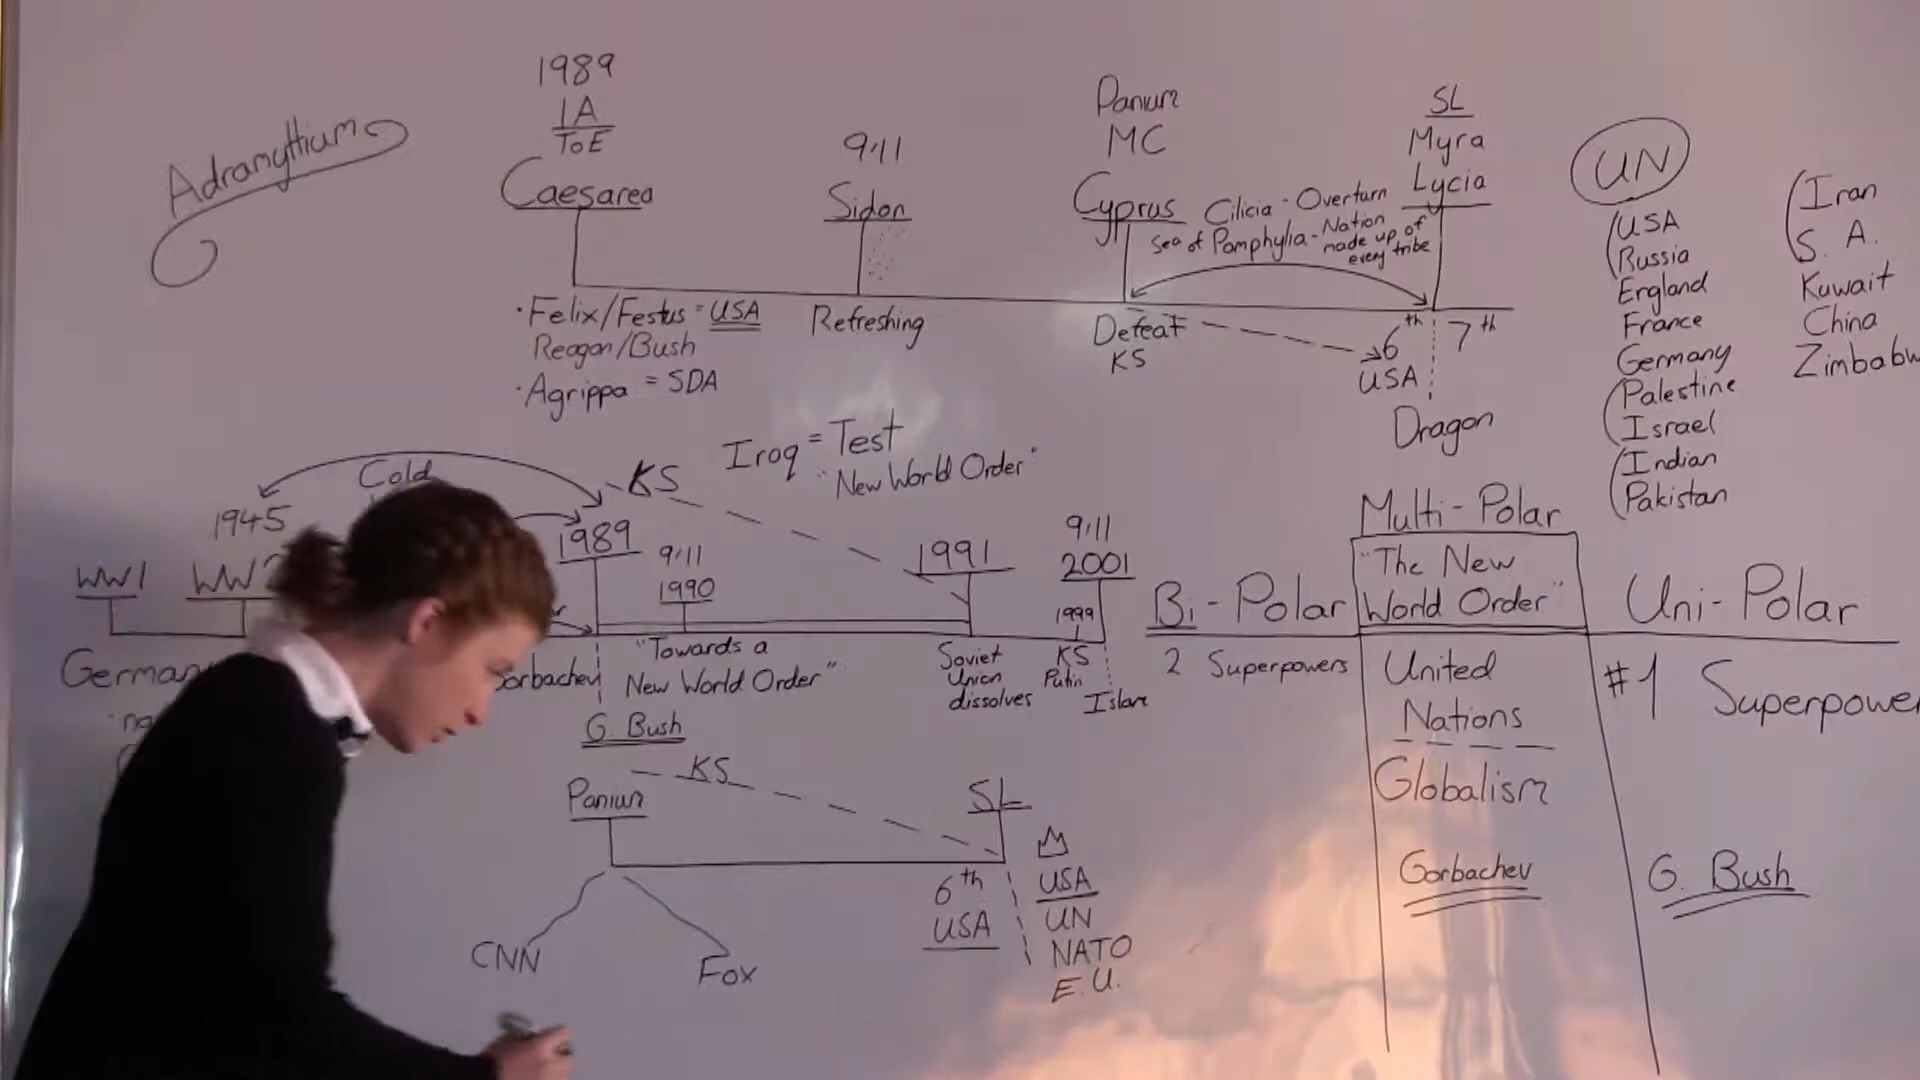 Adramyttium
1989
1A
ToE
Caesarea
9·11
Sidon
Panium
MC
Cyprus
Cilicia - Overturn
Sea of Pamphylia - Nation
made up of
every tribe
SL
Myra
Lycia
·Felix/Festus = USA
Reagan/Bush
·Agrippa = SDA
Refreshing
Defeat
KS
6th
USA
7th
Dragon
UN
USA
Russia
England
France
Germany
Palestine
Israel
Indian
Pakistan
Iran
S. A.
Kuwait
China
Zimbabw
Iraq = Test
"New World Order"
Cold
KS
1945
WW1
WW2
1989
9·11
1990
1991
9·11
2001
1999
German
Gorbachev
"Towards a
New World Order"
G. Bush
Soviet
Union
dissolves
KS
Putin
Islam
Panium
KS
SL
CNN
Fox
6th
USA
USA
UN
NATO
E.U.
Bi-Polar
2 Superpowers
Multi-Polar
"The New
World Order"
United
Nations
Globalism
Gorbachev
Uni-Polar
#1 Superpower
G. Bush